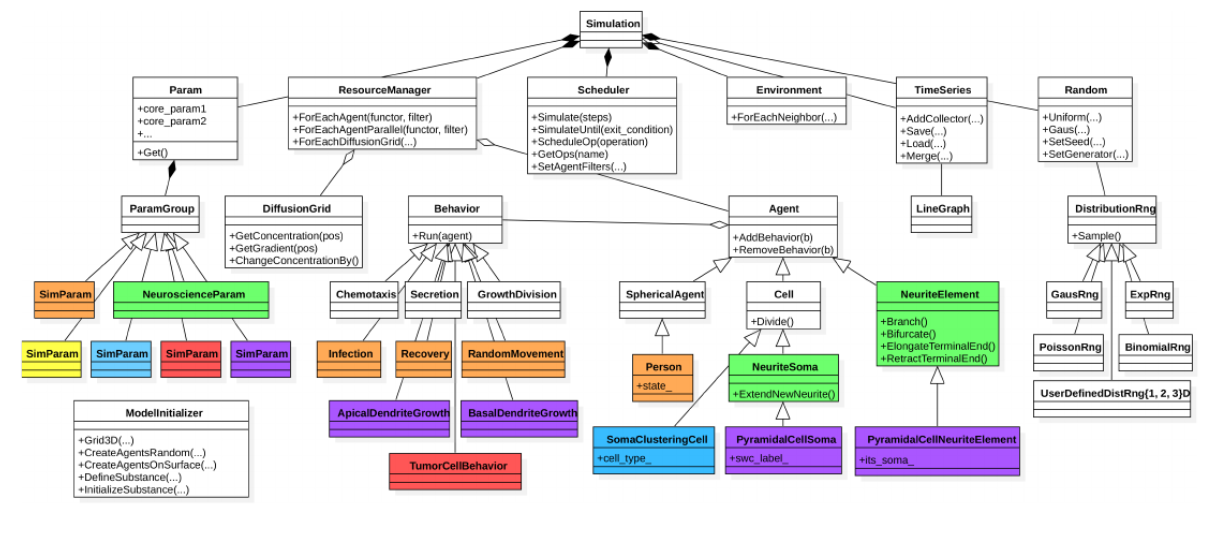 Simulation
Param
+core_param1
+core_param2
+...
+Get()
ResourceManager
+ForEachAgent(functor, filter)
+ForEachAgentParallel(functor, filter)
+ForEachDiffusionGrid(...)
Scheduler
+Simulate(steps)
+SimulateUntil(exit_condition)
+ScheduleOp(operation)
+GetOps(name)
+SetAgentFilters(...)
Environment
+ForEachNeighbor(...)
TimeSeries
+AddCollector(...)
+Save(...)
+Load(...)
+Merge(...)
Random
+Uniform(...)
+Gaus(...)
+SetSeed(...)
+SetGenerator(...)
ParamGroup
DiffusionGrid
+GetConcentration(pos)
+GetGradient(pos)
+ChangeConcentrationBy()
Behavior
+Run(agent)
Agent
+AddBehavior(b)
+RemoveBehavior(b)
LineGraph
DistributionRng
+Sample()
SimParam
NeuroscienceParam
Chemotaxis
Secretion
GrowthDivision
SphericalAgent
Cell
+Divide()
NeuriteElement
+Branch()
+Bifurcate()
+ElongateTerminalEnd()
+RetractTerminalEnd()
GausRng
ExpRng
SimParam
SimParam
SimParam
SimParam
Infection
Recovery
RandomMovement
Person
+state_
NeuriteSoma
+ExtendNewNeurite()
PoissonRng
BinomialRng
UserDefinedDistRng{1, 2, 3}D
ModelInitializer
+Grid3D(...)
+CreateAgentsRandom(...)
+CreateAgentsOnSurface(...)
+DefineSubstance(...)
+InitializeSubstance(...)
ApicalDendriteGrowth
BasalDendriteGrowth
TumorCellBehavior
SomaClusteringCell
+cell_type_
PyramidalCellSoma
+swc_label_
PyramidalCellNeuriteElement
+its_soma_